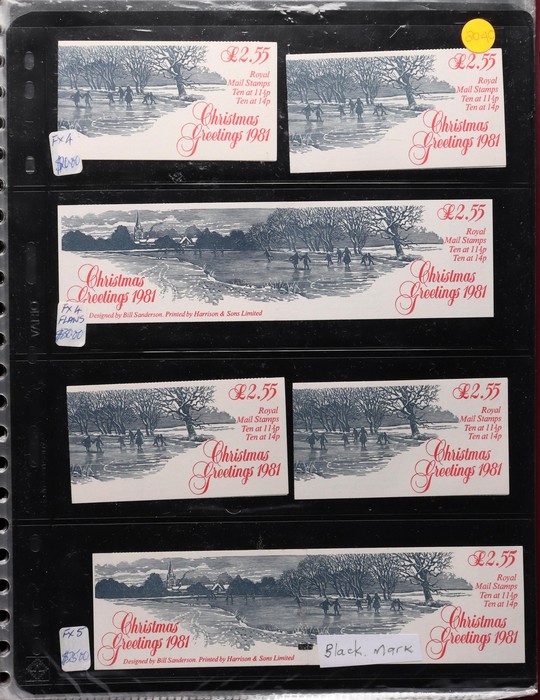 £2.55
Royal
Mail Stamps
Ten at 11½p
Ten at 14p
Christmas
Greetings 1981
FX4
£2.55
Royal
Mail Stamps
Ten at 11½p
Ten at 14p
Christmas
Greetings 1981
£2.55
Royal
Mail Stamps
Ten at 11½p
Ten at 14p
Christmas
Greetings 1981
Christmas
Greetings 1981
Designed by Bill Sanderson. Printed by Harrison & Sons Limited
FX4
FLAWS
VARIO
£2.55
Royal
Mail Stamps
Ten at 11½p
Ten at 14p
Christmas
Greetings 1981
£2.55
Royal
Mail Stamps
Ten at 11½p
Ten at 14p
Christmas
Greetings 1981
£2.55
Royal
Mail Stamps
Ten at 11½p
Ten at 14p
Christmas
Greetings 1981
Christmas
Greetings 1981
Designed by Bill Sanderson. Printed by Harrison & Sons Limited
FX5
$25.00
Black. Mark